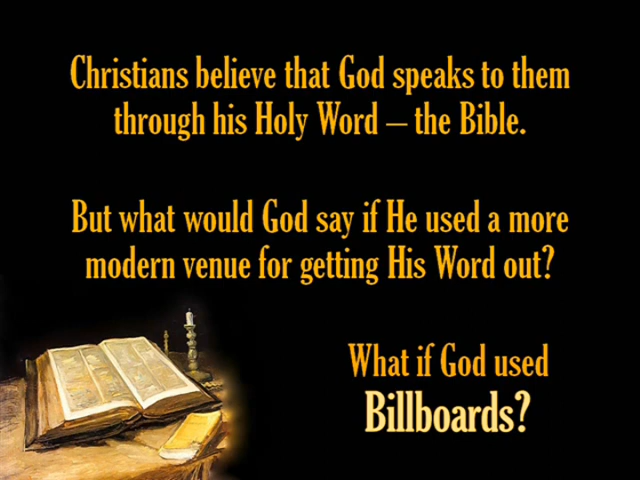 Christians believe that God speaks to them
through his Holy Word – the Bible.
But what would God say if He used a more
modern venue for getting His Word out?
What if God used
Billboards?